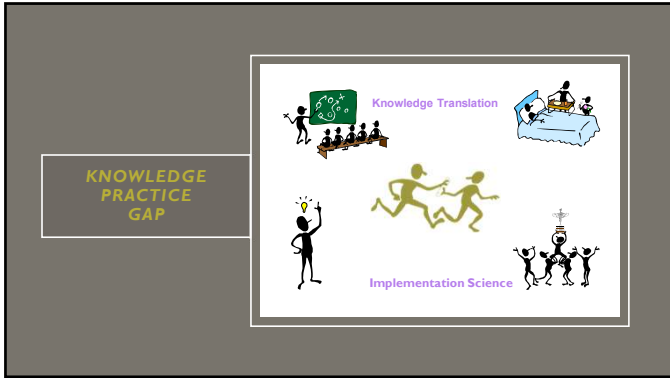 KNOWLEDGE
PRACTICE
GAP
Knowledge Translation
Implementation Science